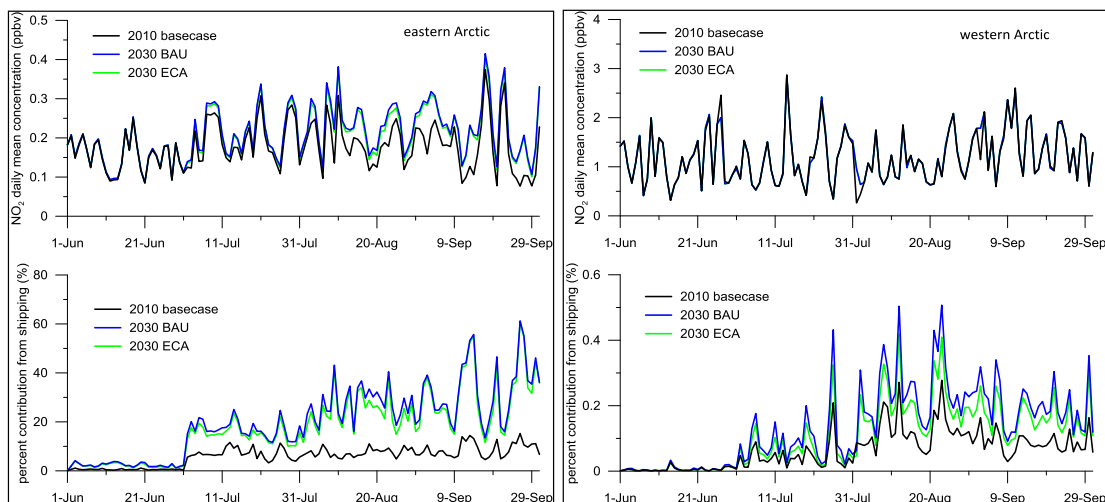 NO2 daily mean concentration (ppbv)
0.5
0.4
0.3
0.2
0.1
0
2010 basecase
2030 BAU
2030 ECA
eastern Arctic
1-Jun 21-Jun 11-Jul 31-Jul 20-Aug 9-Sep 29-Sep
percent contribution from shipping (%)
80
60
40
20
0
2010 basecase
2030 BAU
2030 ECA
1-Jun 21-Jun 11-Jul 31-Jul 20-Aug 9-Sep 29-Sep
NO2 daily mean concentration (ppbv)
4
3
2
1
0
2010 basecase
2030 BAU
2030 ECA
western Arctic
1-Jun 21-Jun 11-Jul 31-Jul 20-Aug 9-Sep 29-Sep
percent contribution from shipping (%)
0.6
0.4
0.2
0
2010 basecase
2030 BAU
2030 ECA
1-Jun 21-Jun 11-Jul 31-Jul 20-Aug 9-Sep 29-Sep